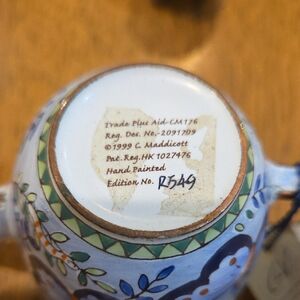 Trade Plus Aid-CM176
Reg. Des. No.-2091709
©1999 C. Maddicott
Pat. Reg.HK 1027476
Hand Painted
Edition No. R549